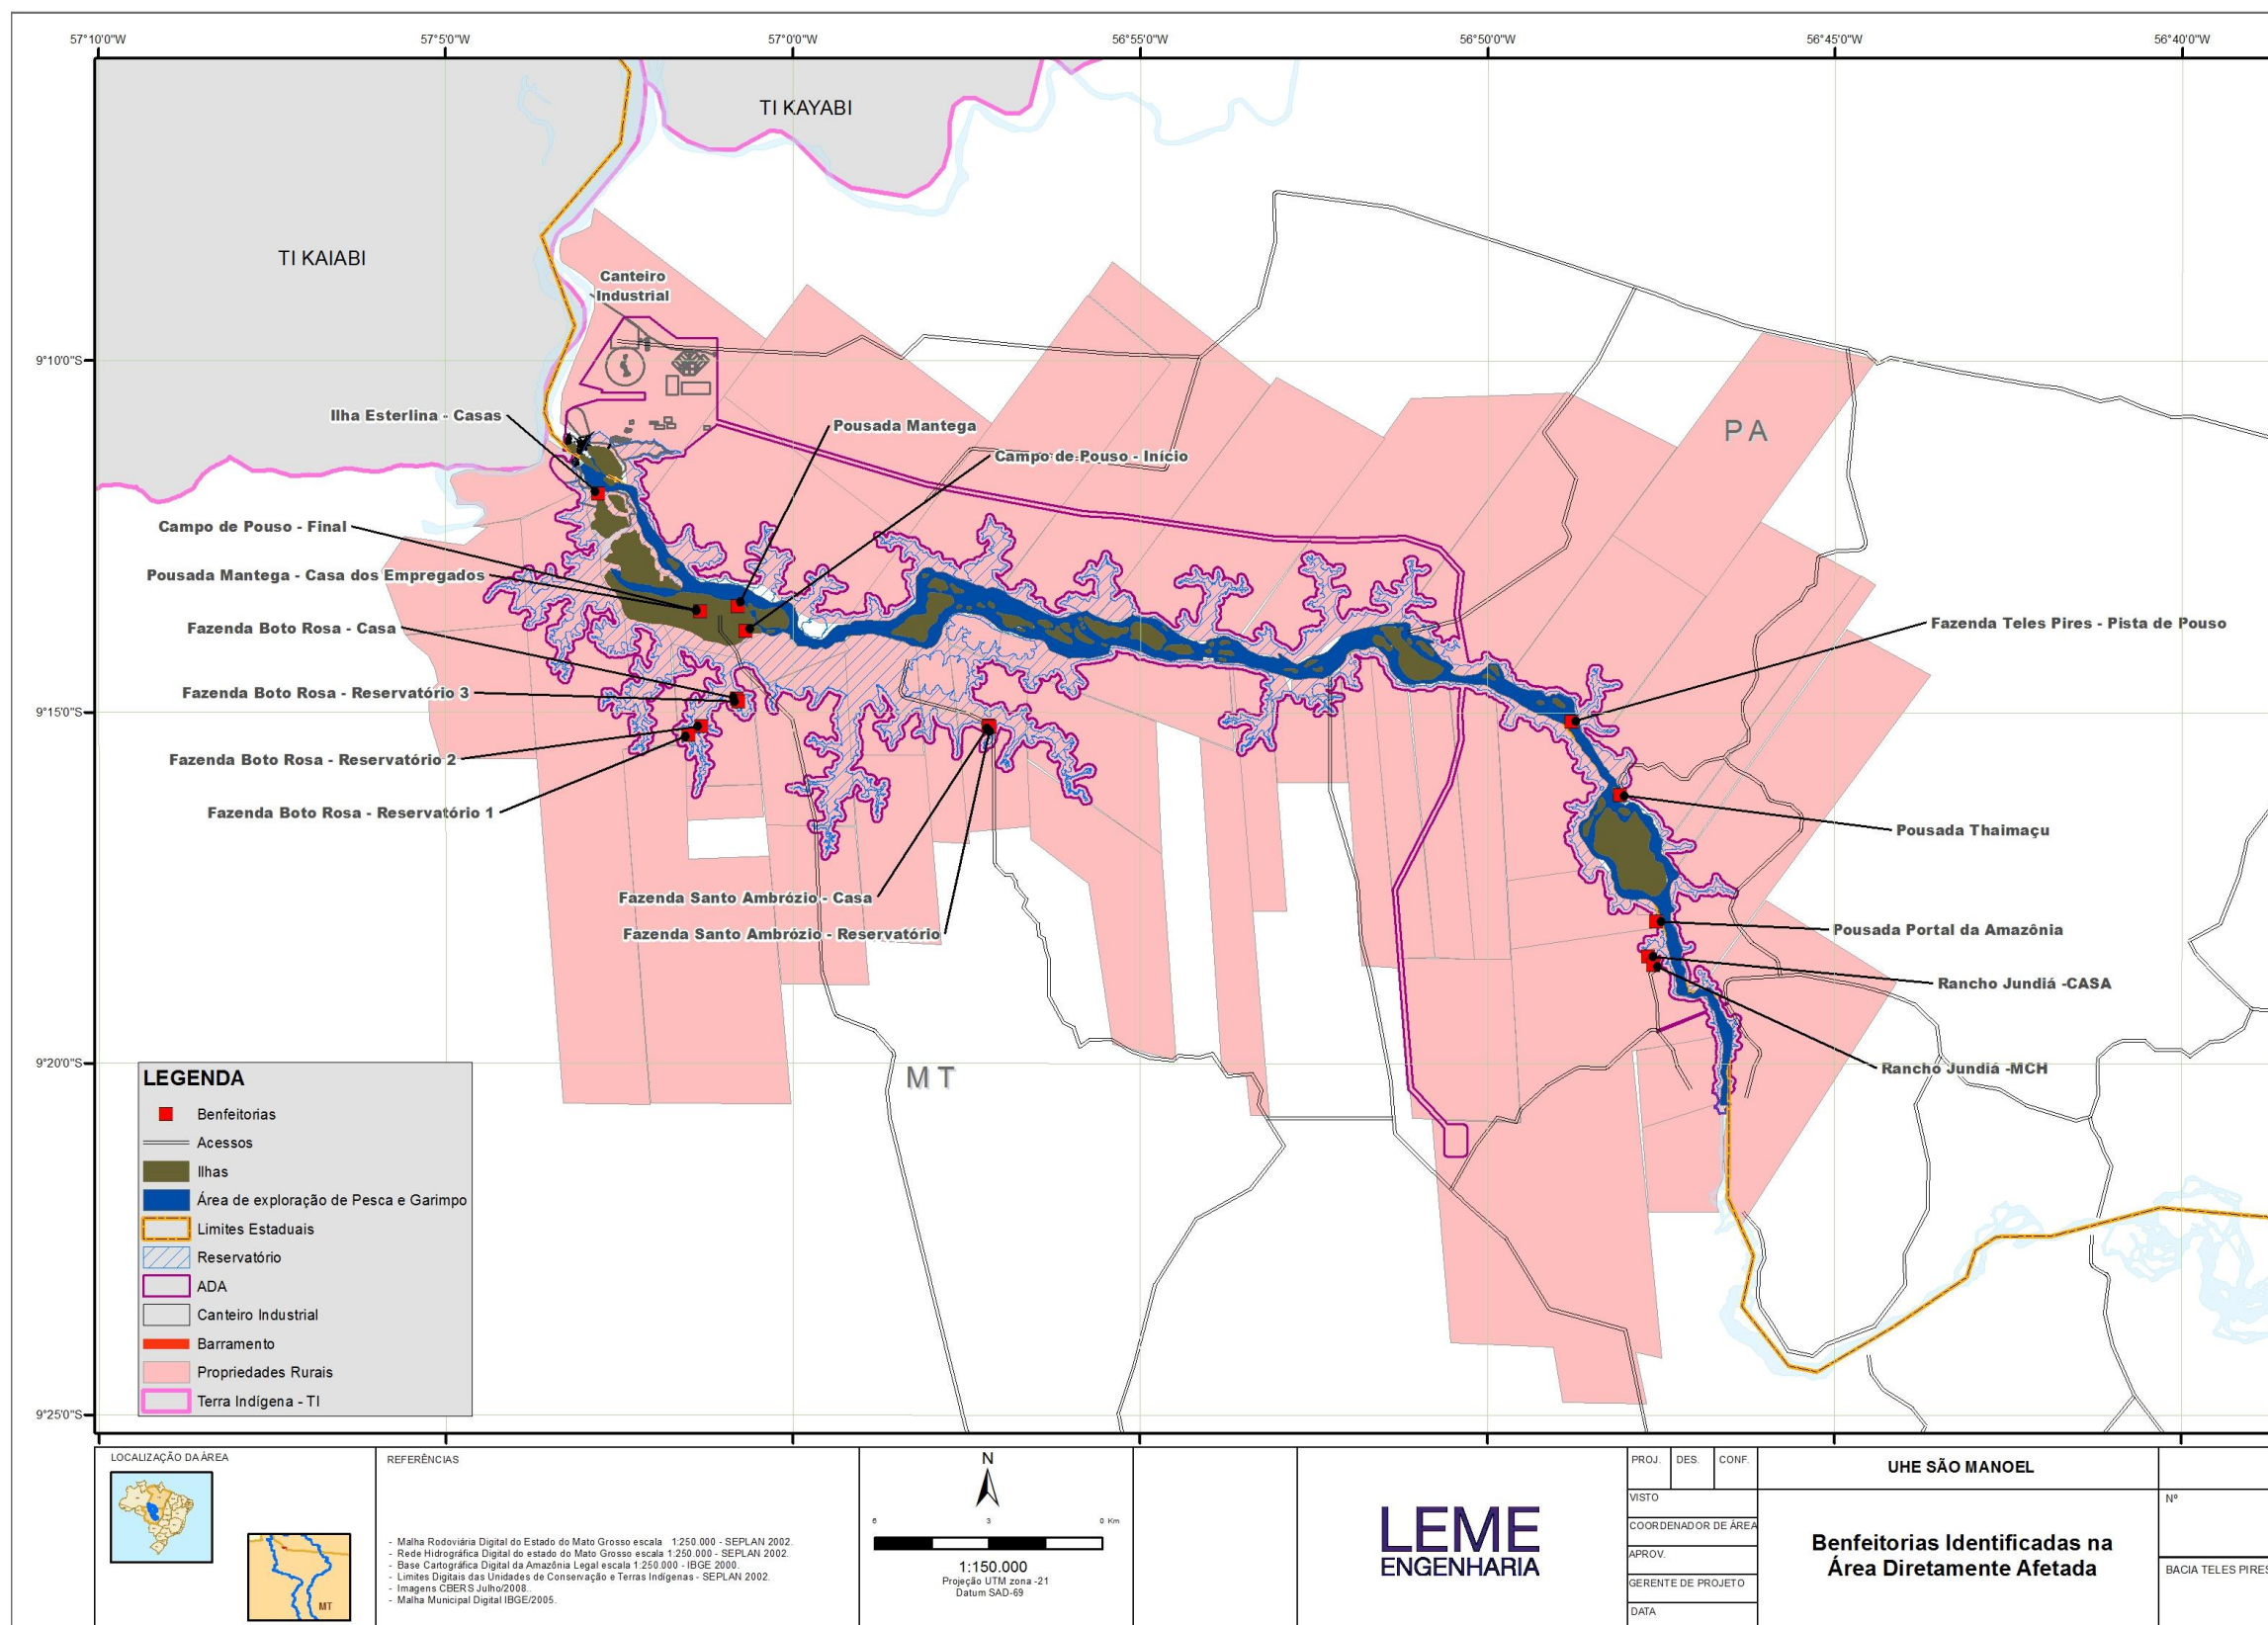 57°10'0"W
57°5'0"W
57°0'0"W
56°55'0"W
56°50'0"W
56°45'0"W
56°40'0"W
TI KAYABI
TI KAIABI
Canteiro
Industrial
9°10'0"S
Ilha Esterlina - Casas
Pousada Mantega
PA
Campo de Pouso - Início
Campo de Pouso - Final
Pousada Mantega - Casa dos Empregados
Fazenda Boto Rosa - Casa
Fazenda Teles Pires - Pista de Pouso
Fazenda Boto Rosa - Reservatório 3
9°15'0"S
Fazenda Boto Rosa - Reservatório 2
Fazenda Boto Rosa - Reservatório 1
Pousada Thaimaçu
Fazenda Santo Ambrózio - Casa
Fazenda Santo Ambrózio - Reservatório
Pousada Portal da Amazônia
Rancho Jundiá -CASA
9°20'0"S
Rancho Jundiá -MCH
MT
LEGENDA
Benfeitorias
Acessos
Ilhas
Área de exploração de Pesca e Garimpo
Limites Estaduais
Reservatório
ADA
Canteiro Industrial
Barramento
Propriedades Rurais
Terra Indígena - TI
9°25'0"S
LOCALIZAÇÃO DA ÁREA
MT
REFERÊNCIAS
- Malha Rodoviária Digital do Estado do Mato Grosso escala 1:250.000 - SEPLAN 2002.
- Rede Hidrográfica Digital do estado do Mato Grosso escala 1:250.000 - SEPLAN 2002.
- Base Cartográfica Digital da Amazônia Legal escala 1:250.000 - IBGE 2000.
- Limites Digitais das Unidades de Conservação e Terras Indígenas - SEPLAN 2002.
- Imagens CBERS Julho/2008..
- Malha Municipal Digital IBGE/2005.
N
6 3 0 Km
1:150.000
Projeção UTM zona -21
Datum SAD-69
LEME
ENGENHARIA
PROJ. DES. CONF.
VISTO
COORDENADOR DE ÁREA
APROV.
GERENTE DE PROJETO
DATA
UHE SÃO MANOEL
Benfeitorias Identificadas na
Área Diretamente Afetada
Nº
BACIA TELES PIRES